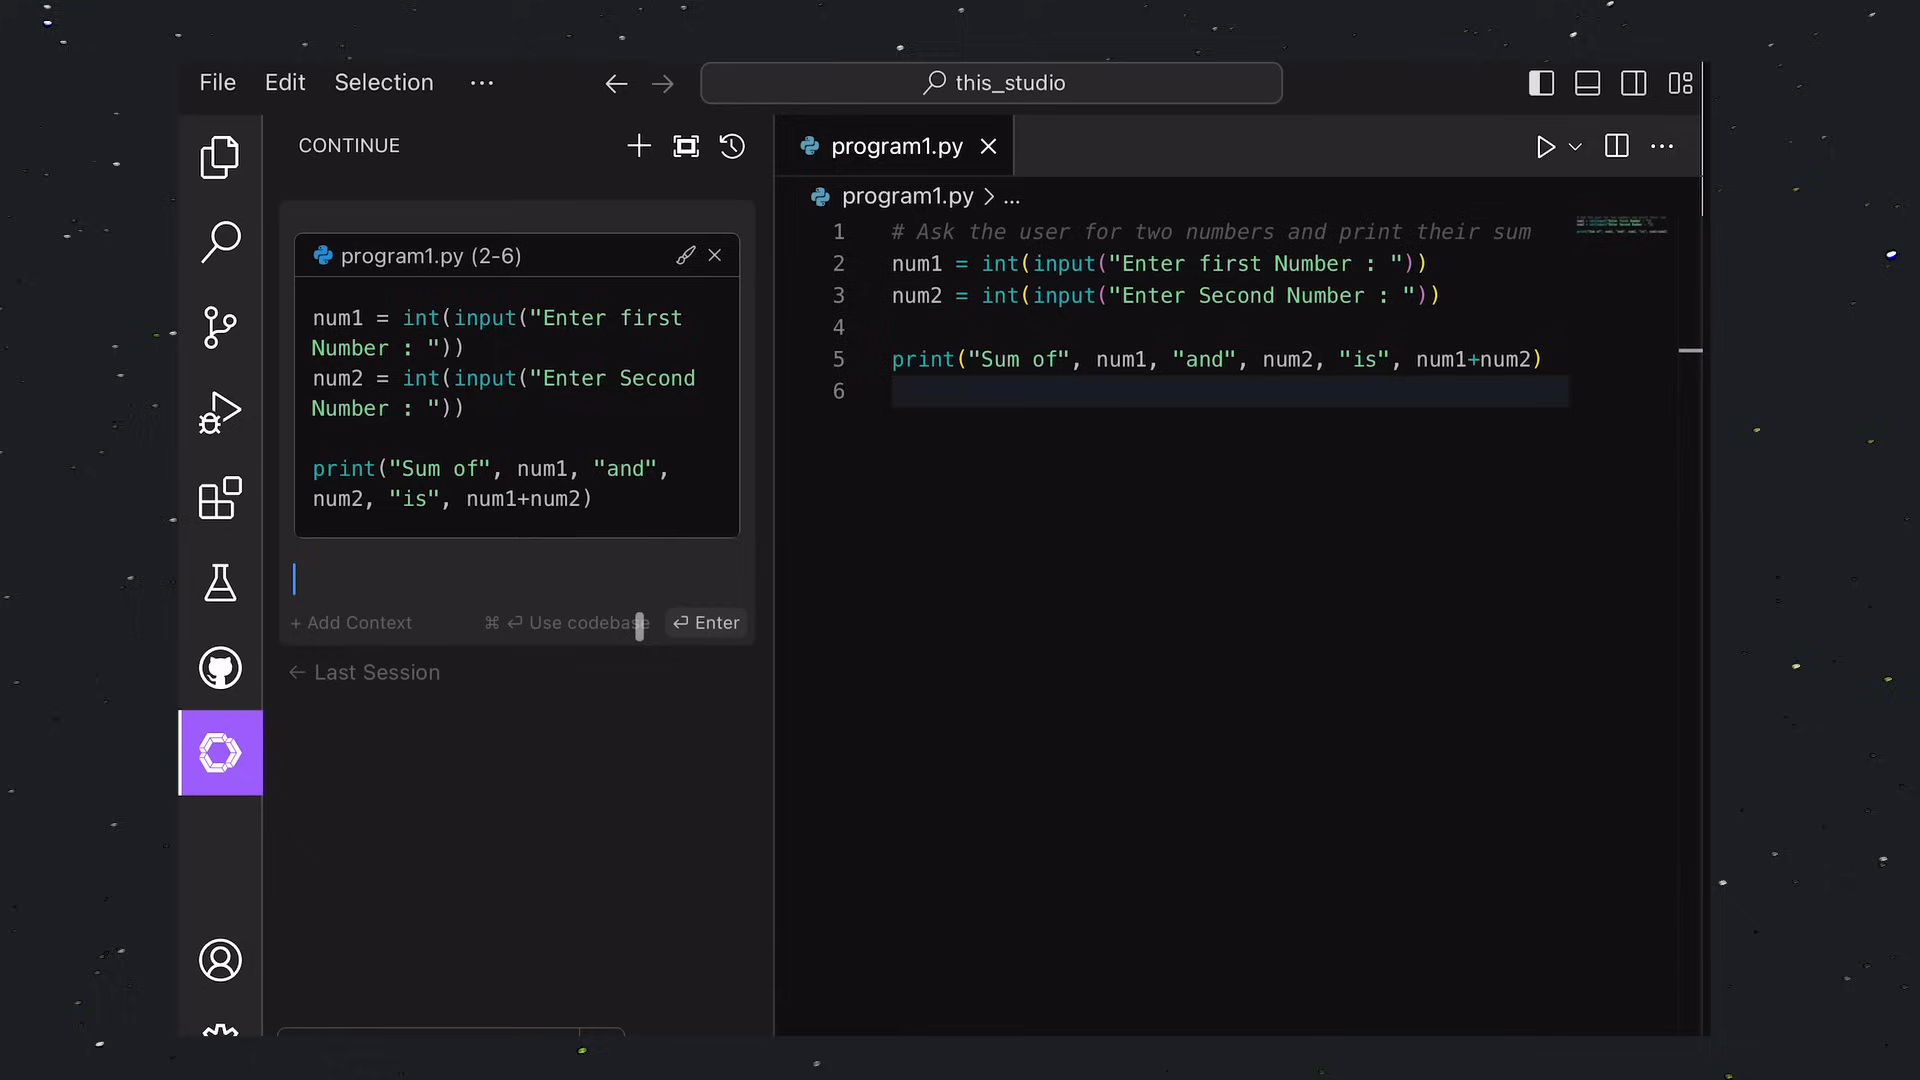 File Edit Selection ...
this_studio
CONTINUE
program1.py (2-6)
num1 = int(input("Enter first
Number : "))
num2 = int(input("Enter Second
Number : "))
print("Sum of", num1, "and",
num2, "is", num1+num2)
+ Add Context
⌘ ⏎ Use codebase
⏎ Enter
← Last Session
program1.py
program1.py > ...
1 # Ask the user for two numbers and print their sum
2 num1 = int(input("Enter first Number : "))
3 num2 = int(input("Enter Second Number : "))
4
5 print("Sum of", num1, "and", num2, "is", num1+num2)
6